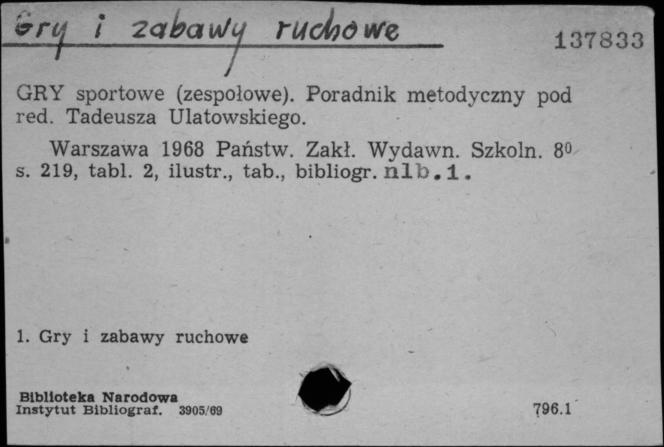 Gry i zabawy ruchowe
137833
GRY sportowe (zespołowe). Poradnik metodyczny pod
red. Tadeusza Ulatowskiego.
Warszawa 1968 Państw. Zakł. Wydawn. Szkoln. 8⁰
s. 219, tabl. 2, ilustr., tab., bibliogr. nlb.1.
1. Gry i zabawy ruchowe
Biblioteka Narodowa
Instytut Bibliograf. 3905/69
796.1